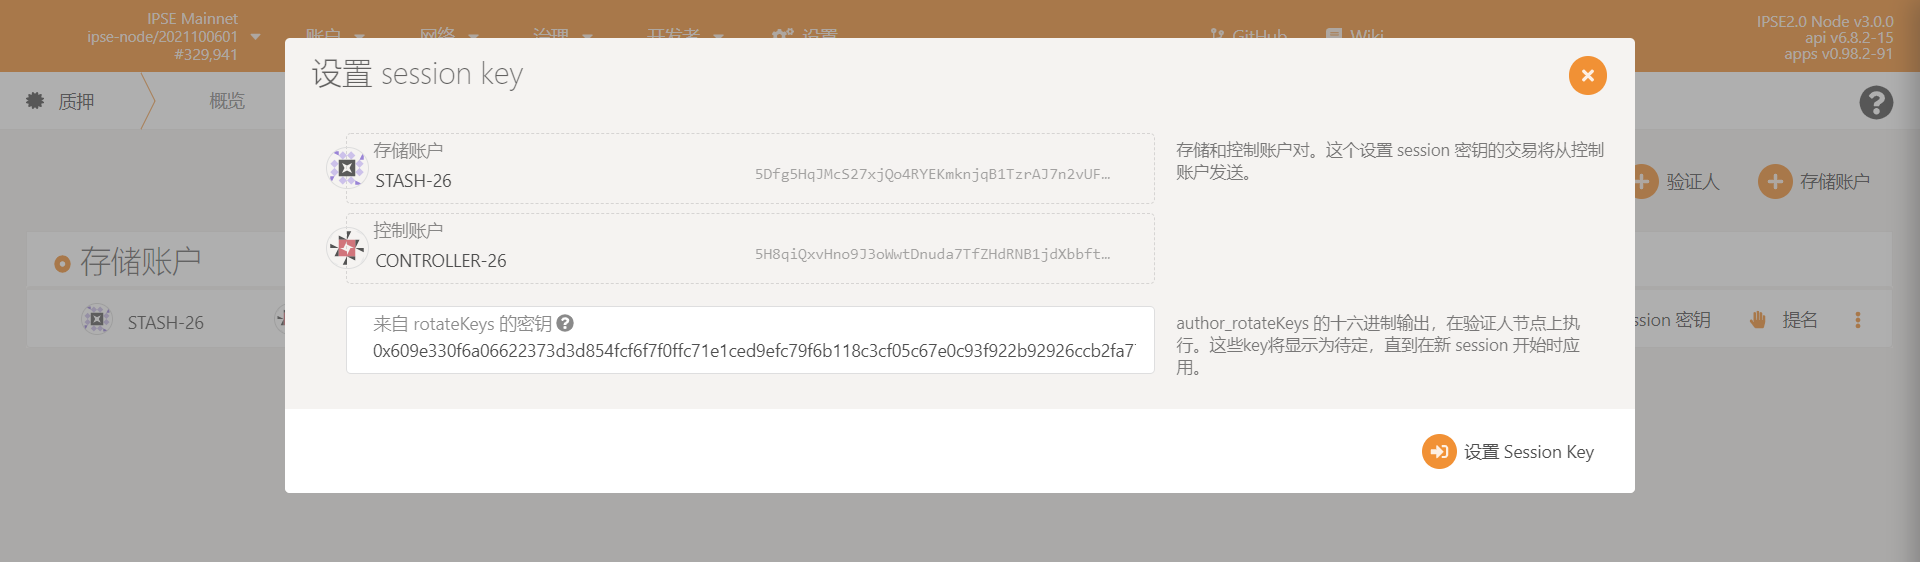 IPSE Mainnet
ipse-node/2021100601
#329,941
账户
网络
治理
开发者
设置
GitHub
Wiki
IPSE2.0 Node v3.0.0
api v6.8.2-15
apps v0.98.2-91
质押
概览
设置 session key
存储账户
STASH-26
5Dfg5HqJMcS27xjQo4RYEKmknjqB1TzrAJ7n2vUF…
存储和控制账户对。这个设置 session 密钥的交易将从控制
账户发送。
控制账户
CONTROLLER-26
5H8qiQxvHno9J3oWwtDnuda7TfZHdRNB1jdXbbft…
来自 rotateKeys 的密钥
0x609e330f6a06622373d3d854fcf6f7f0ffc71e1ced9efc79f6b118c3cf05c67e0c93f922b92926ccb2fa7
author_rotateKeys 的十六进制输出，在验证人节点上执
行。这些key将显示为待定，直到在新 session 开始时应
用。
设置 Session Key
验证人
存储账户
存储账户
STASH-26
ssion 密钥
提名